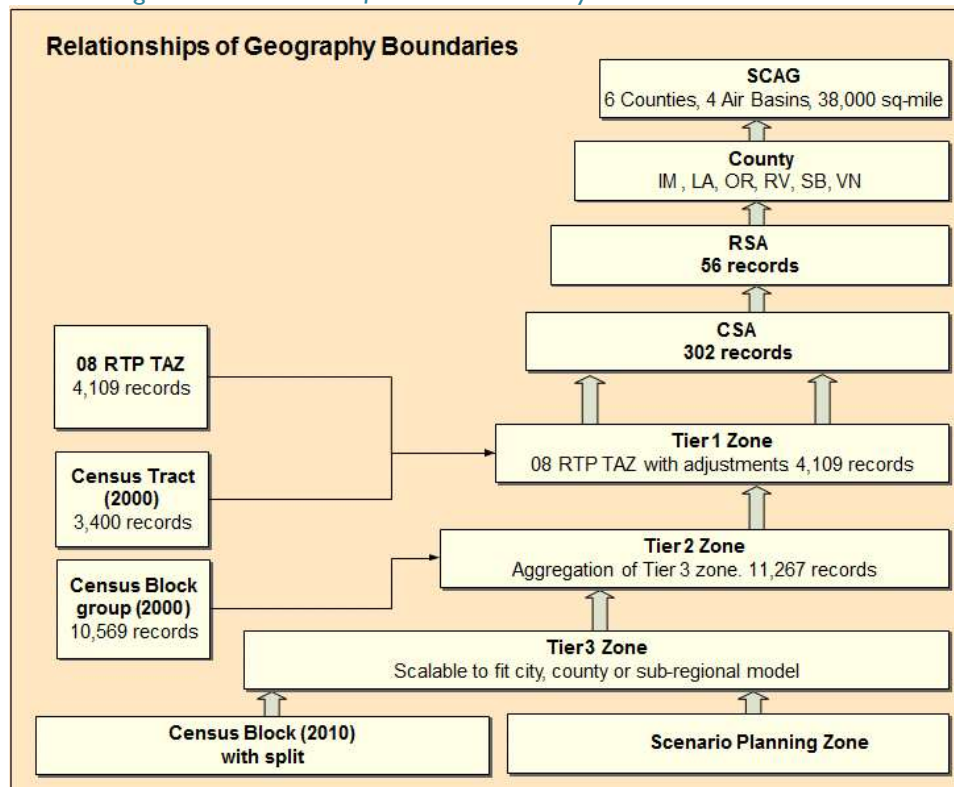 Relationships of Geography Boundaries
SCAG
6 Counties, 4 Air Basins, 38,000 sq-mile
County
IM , LA, OR, RV, SB, VN
RSA
56 records
CSA
302 records
08 RTP TAZ
4,109 records
Tier1 Zone
08 RTP TAZ with adjustments 4,109 records
Census Tract
(2000)
3,400 records
Tier2 Zone
Aggregation of Tier 3 zone. 11,267 records
Census Block
group (2000)
10,569 records
Tier3 Zone
Scalable to fit city, county or sub-regional model
Census Block (2010)
with split
Scenario Planning Zone